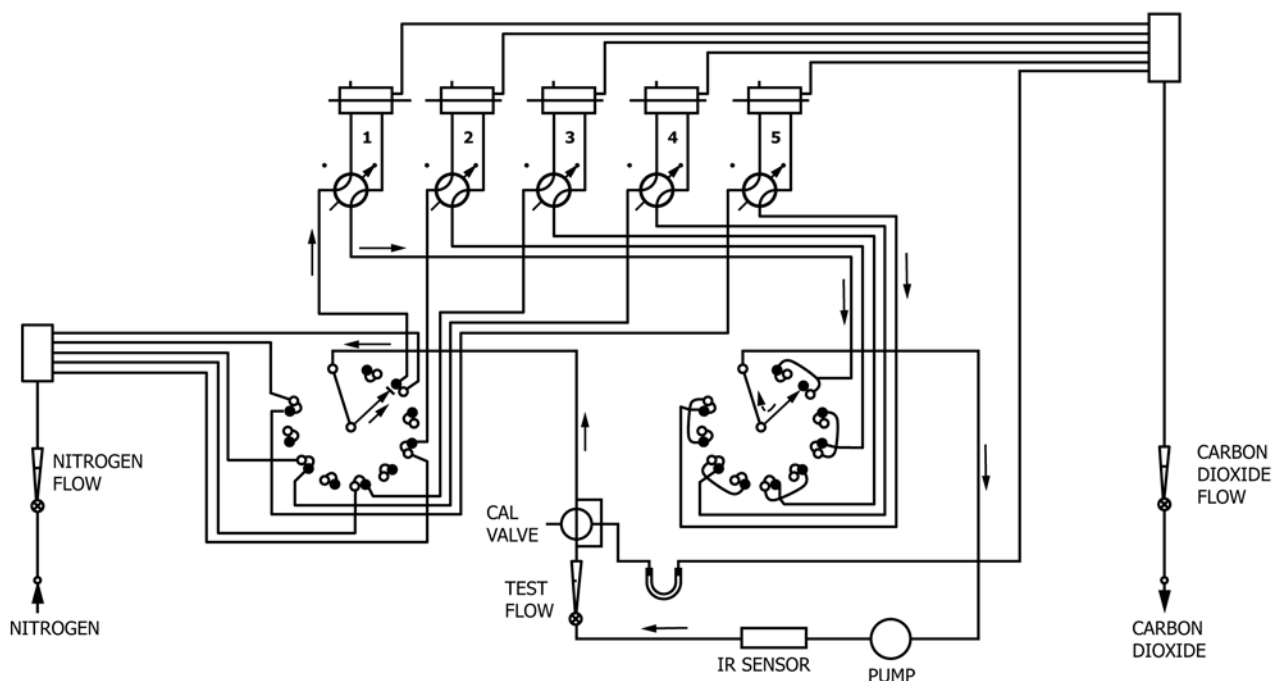 1
2
3
4
5
NITROGEN
FLOW
NITROGEN
CAL
VALVE
TEST
FLOW
IR SENSOR
PUMP
CARBON
DIOXIDE
FLOW
CARBON
DIOXIDE